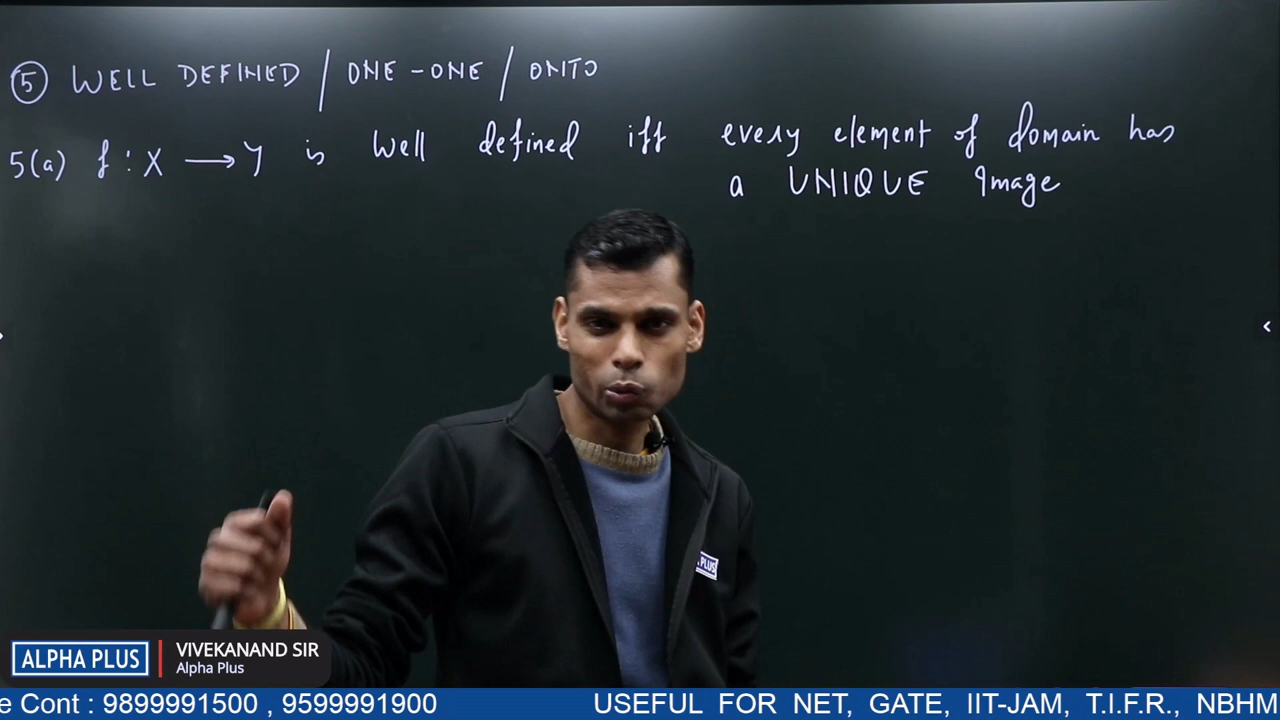 ⑤ WELL DEFINED / ONE-ONE / ONTO
5(a) f : X ⟶ Y is well defined iff every element of domain has
a UNIQUE Image
PLUS
ALPHA PLUS
VIVEKANAND SIR
Alpha Plus
e Cont : 9899991500 , 9599991900 USEFUL FOR NET, GATE, IIT-JAM, T.I.F.R., NBHM